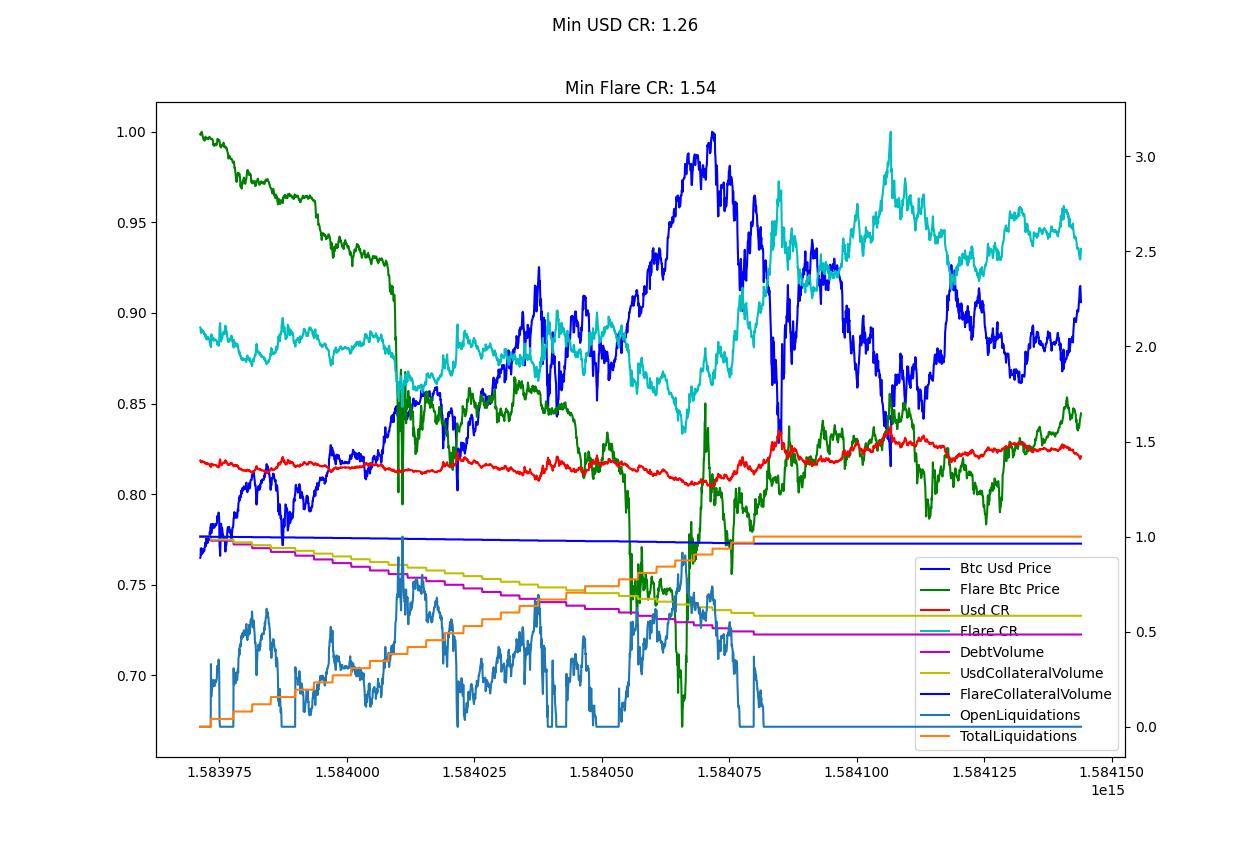 Min USD CR: 1.26
Min Flare CR: 1.54
1.00
0.95
0.90
0.85
0.80
0.75
0.70
3.0
2.5
2.0
1.5
1.0
0.5
0.0
Btc Usd Price
Flare Btc Price
Usd CR
Flare CR
DebtVolume
UsdCollateralVolume
FlareCollateralVolume
OpenLiquidations
TotalLiquidations
1.583975 1.584000 1.584025 1.584050 1.584075 1.584100 1.584125 1.584150
1e15